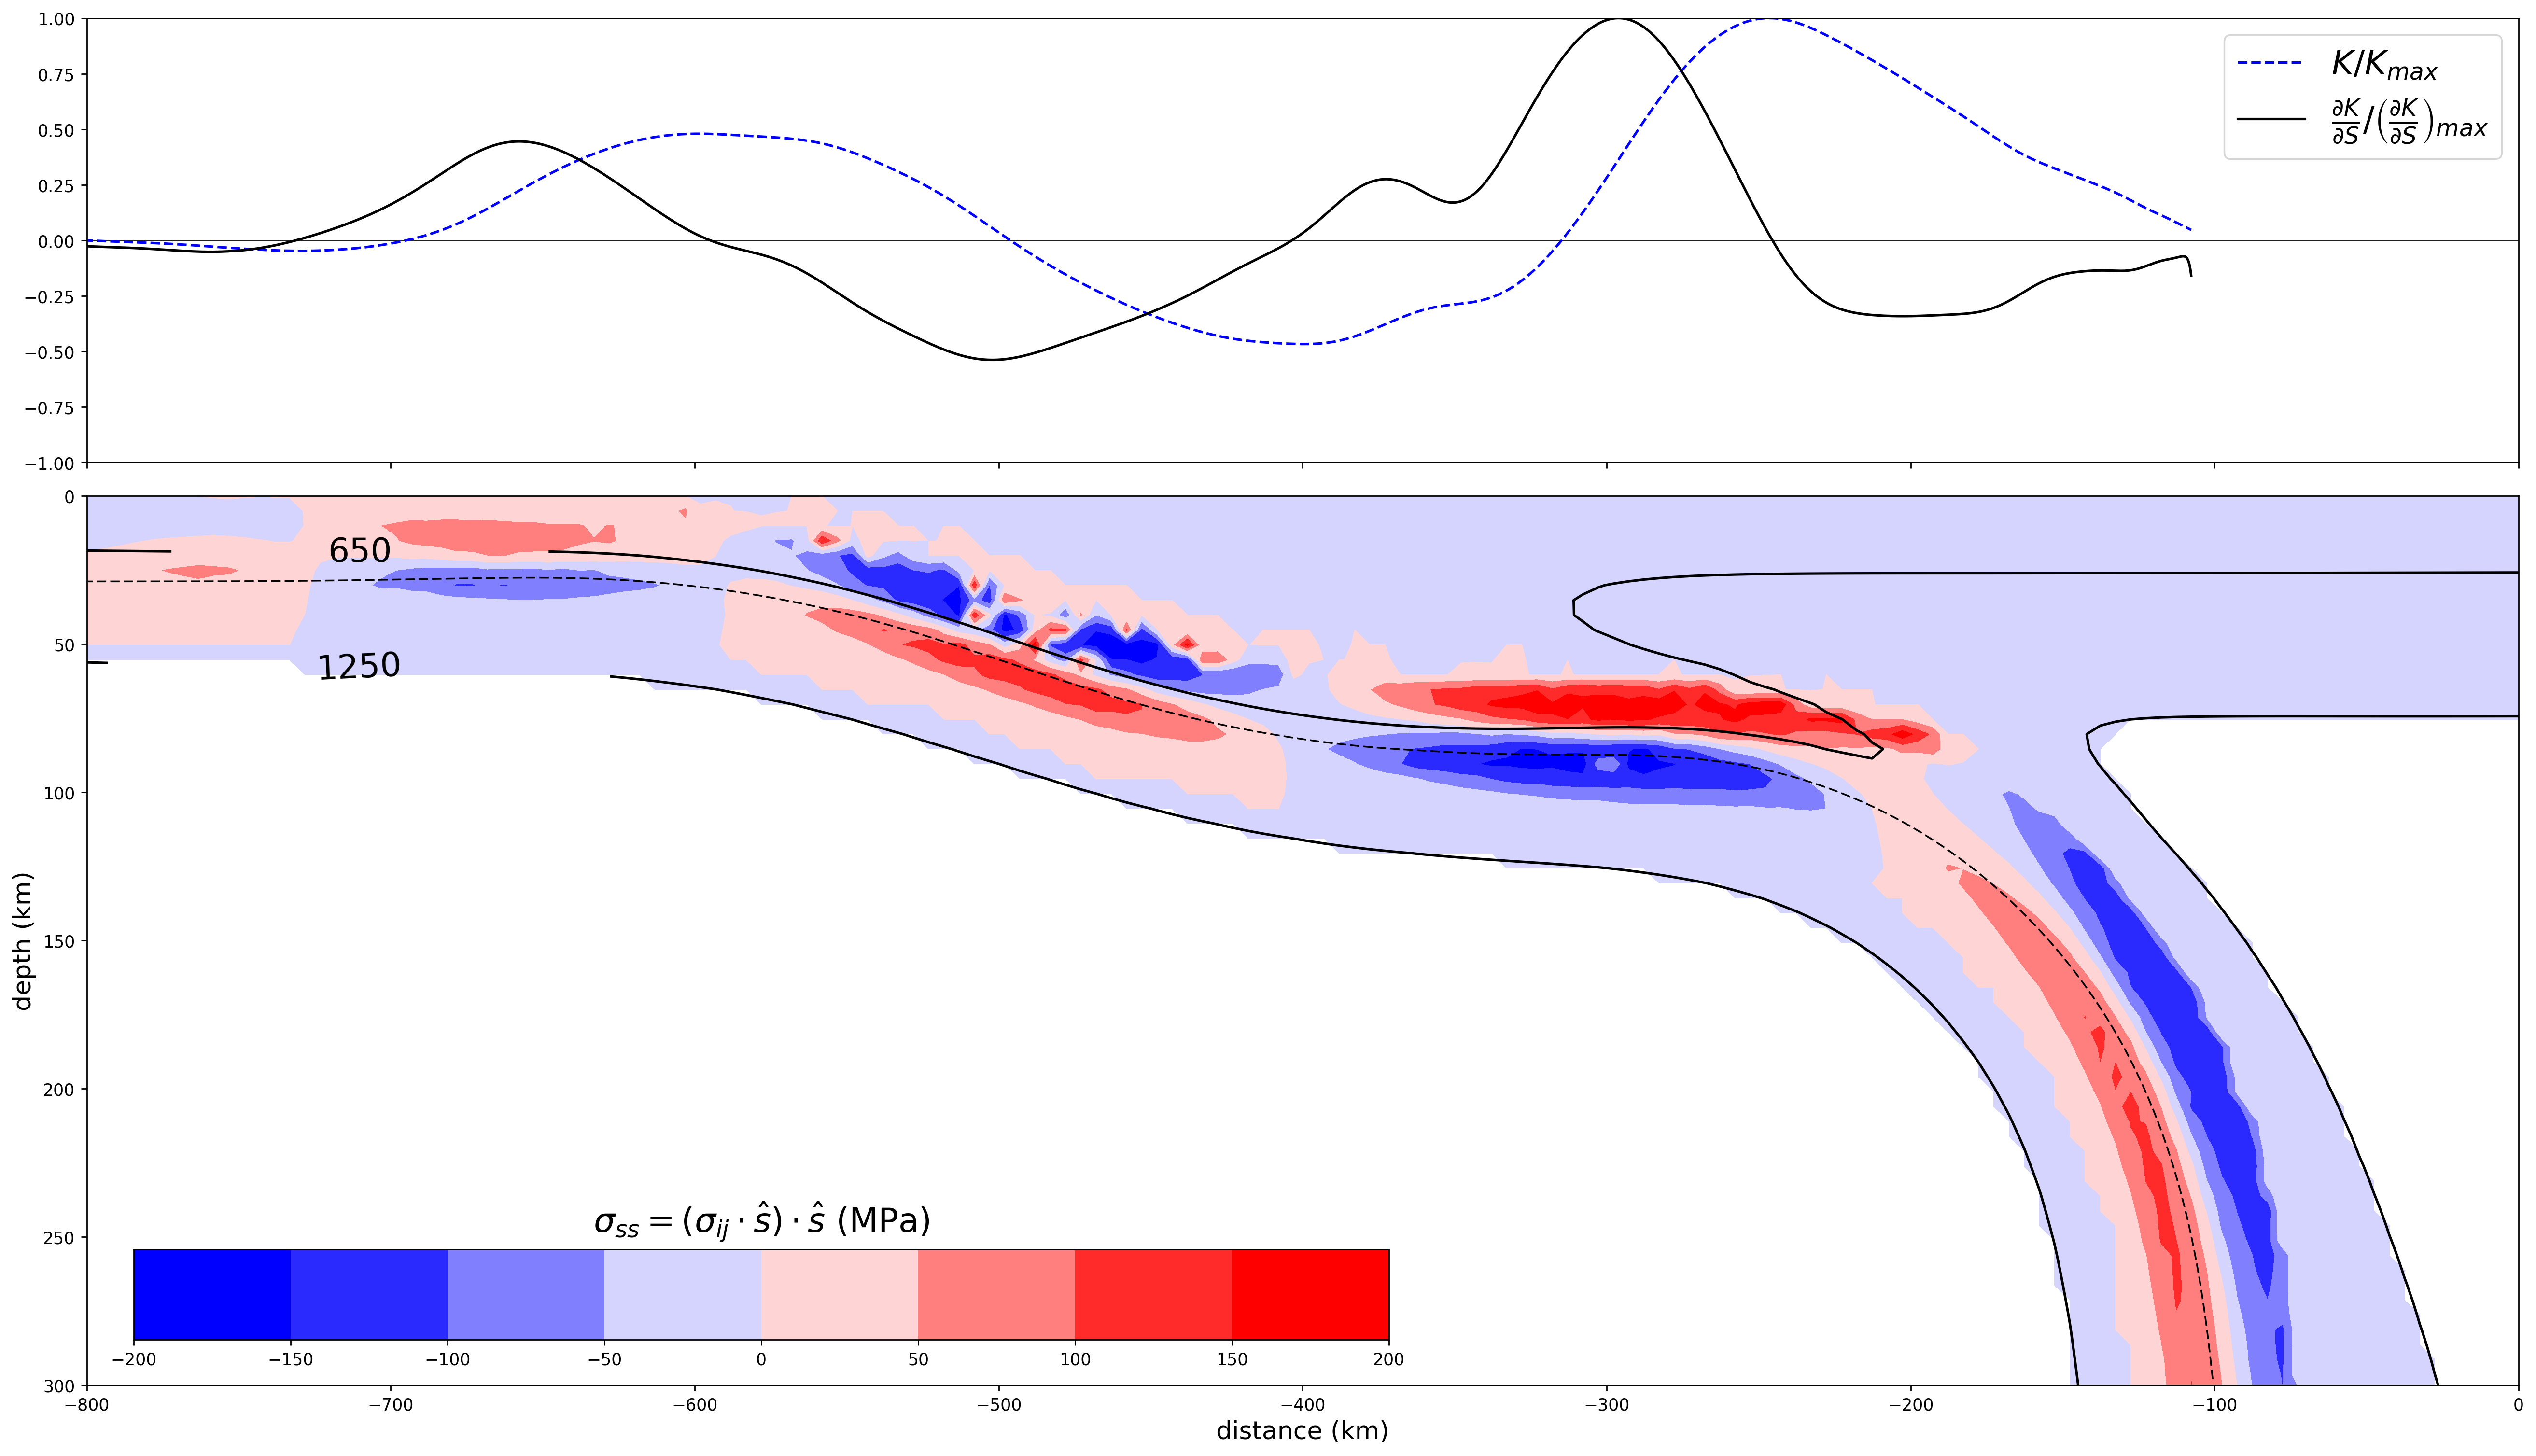 1.00
0.75
0.50
0.25
0.00
−0.25
−0.50
−0.75
−1.00
K/K_max
∂K/∂S / (∂K/∂S)_max
0
50
100
150
200
250
300
depth (km)
650
1250
σ_ss = (σ_ij · ŝ) · ŝ (MPa)
−200 −150 −100 −50 0 50 100 150 200
−800 −700 −600 −500 −400 −300 −200 −100 0
distance (km)